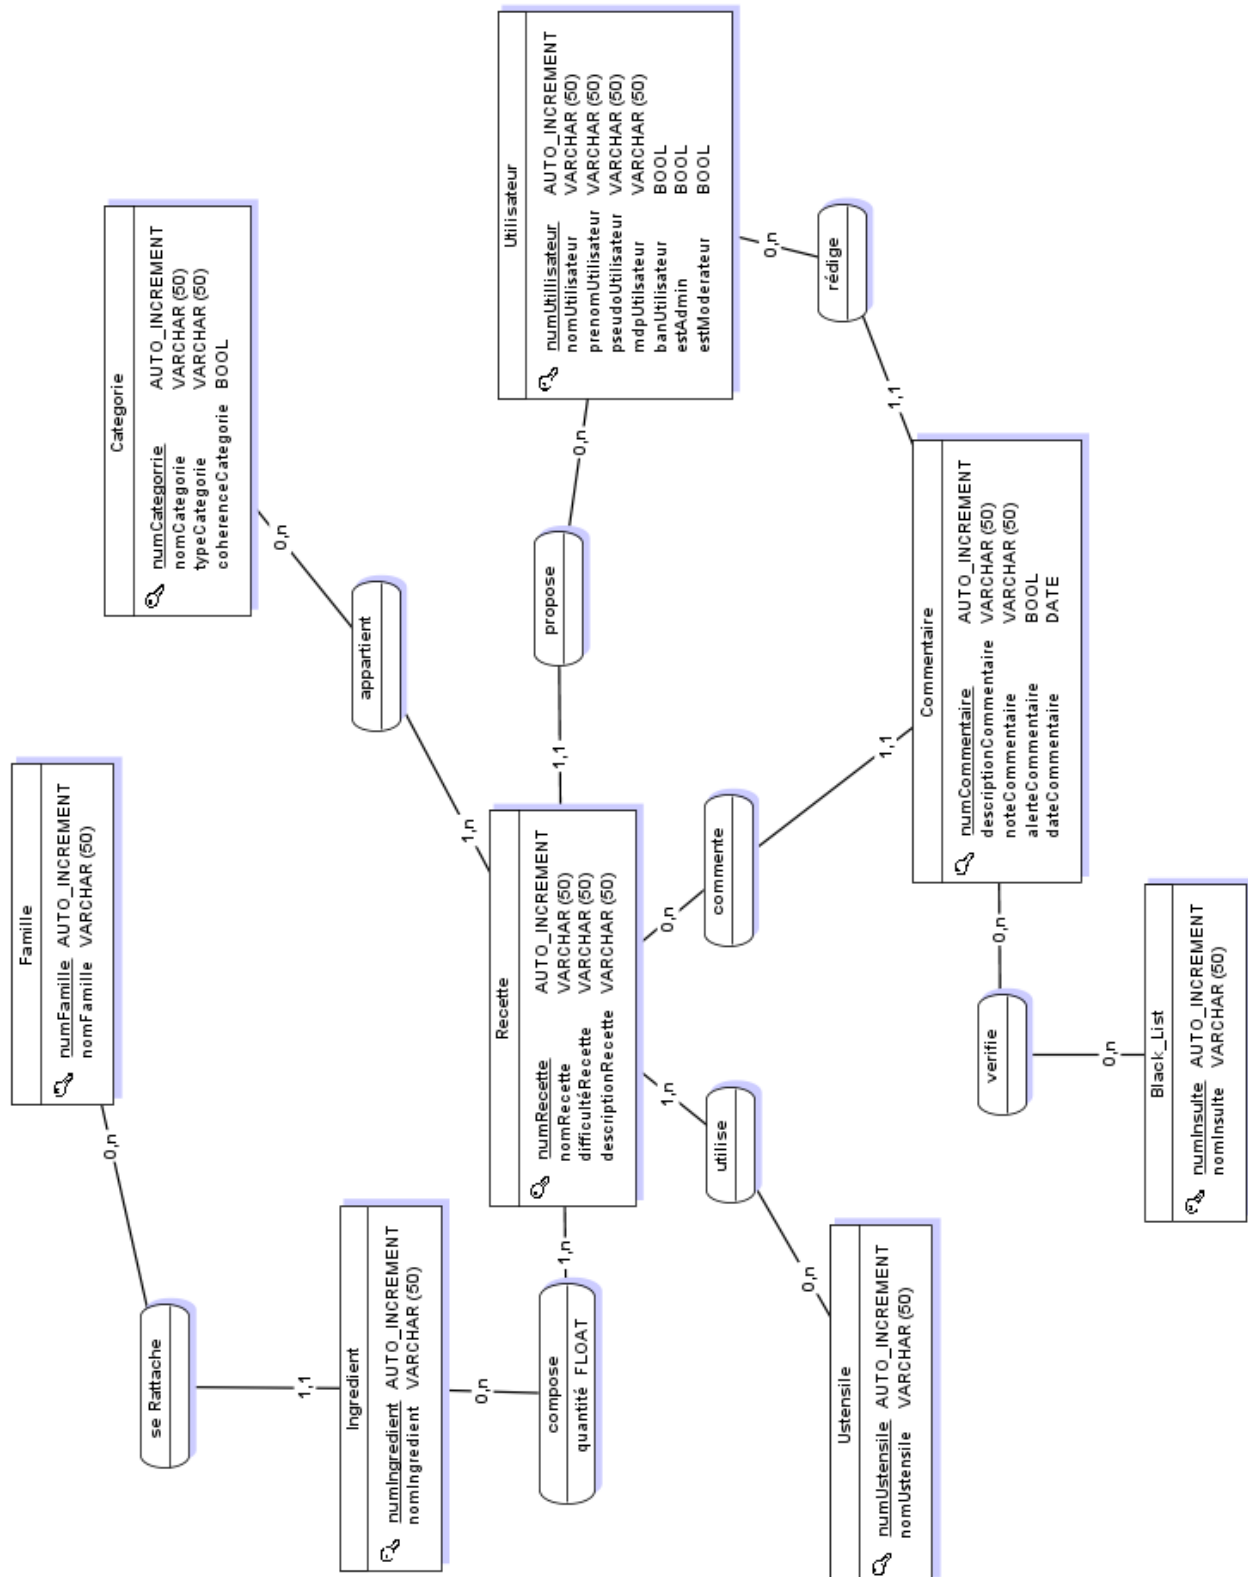 Famille
numFamille AUTO_INCREMENT
nomFamille VARCHAR (50)
0,n
se Rattache
1,1
Categorie
numCategorrie AUTO_INCREMENT
nomCategorie VARCHAR (50)
typeCategorie VARCHAR (50)
coherenceCategorie BOOL
0,n
appartient
1,n
Ingredient
numIngredient AUTO_INCREMENT
nomIngredient VARCHAR (50)
0,n
compose
quantité FLOAT
1,n
Recette
numRecette AUTO_INCREMENT
nomRecette VARCHAR (50)
difficultéRecette VARCHAR (50)
descriptionRecette VARCHAR (50)
1,1
propose
0,n
Utilisateur
numUtillisateur AUTO_INCREMENT
nomUtilisateur VARCHAR (50)
prenomUtilisateur VARCHAR (50)
pseudoUtilisateur VARCHAR (50)
mdpUtilsateur VARCHAR (50)
banUtilisateur BOOL
estAdmin BOOL
estModerateur BOOL
1,n
utilise
0,n
0,n
commente
1,1
0,n
rédige
1,1
Ustensile
numUstensile AUTO_INCREMENT
nomUstensile VARCHAR (50)
Commentaire
numCommentaire AUTO_INCREMENT
descriptionCommentaire VARCHAR (50)
noteCommentaire VARCHAR (50)
alerteCommentaire BOOL
dateCommentaire DATE
0,n
verifie
0,n
Black_List
numInsulte AUTO_INCREMENT
nomInsulte VARCHAR (50)